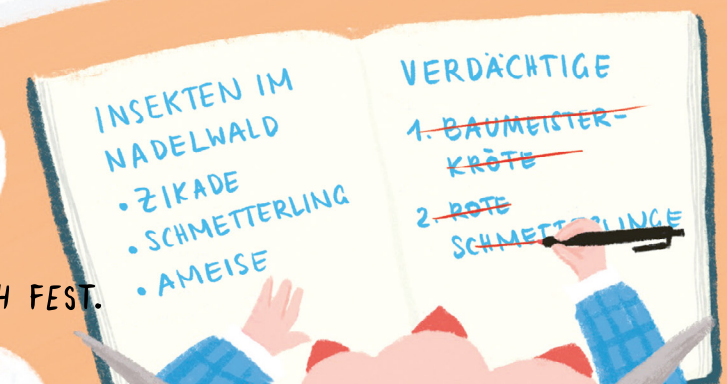 INSEKTEN IM
NADELWALD
• ZIKADE
• SCHMETTERLING
• AMEISE
VERDÄCHTIGE
1. BAUMEISTER-
KRÖTE
2. ROTE
SCHMETTERLINGE
FEST.